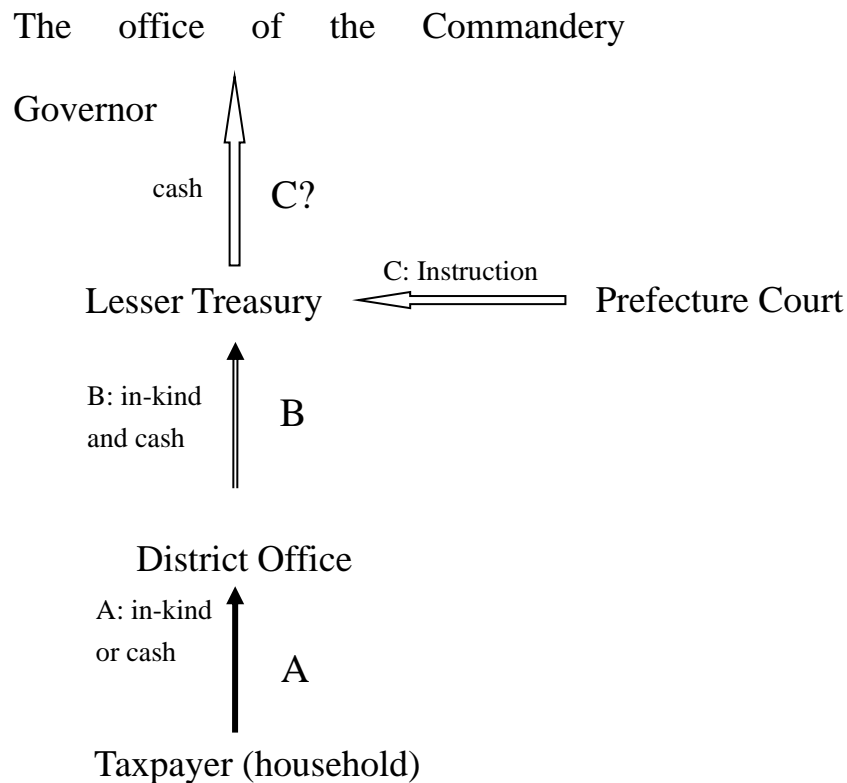 The office of the Commandery
Governor
cash
C?
C: Instruction
Lesser Treasury
Prefecture Court
B: in-kind
and cash
B
District Office
A: in-kind
or cash
A
Taxpayer (household)